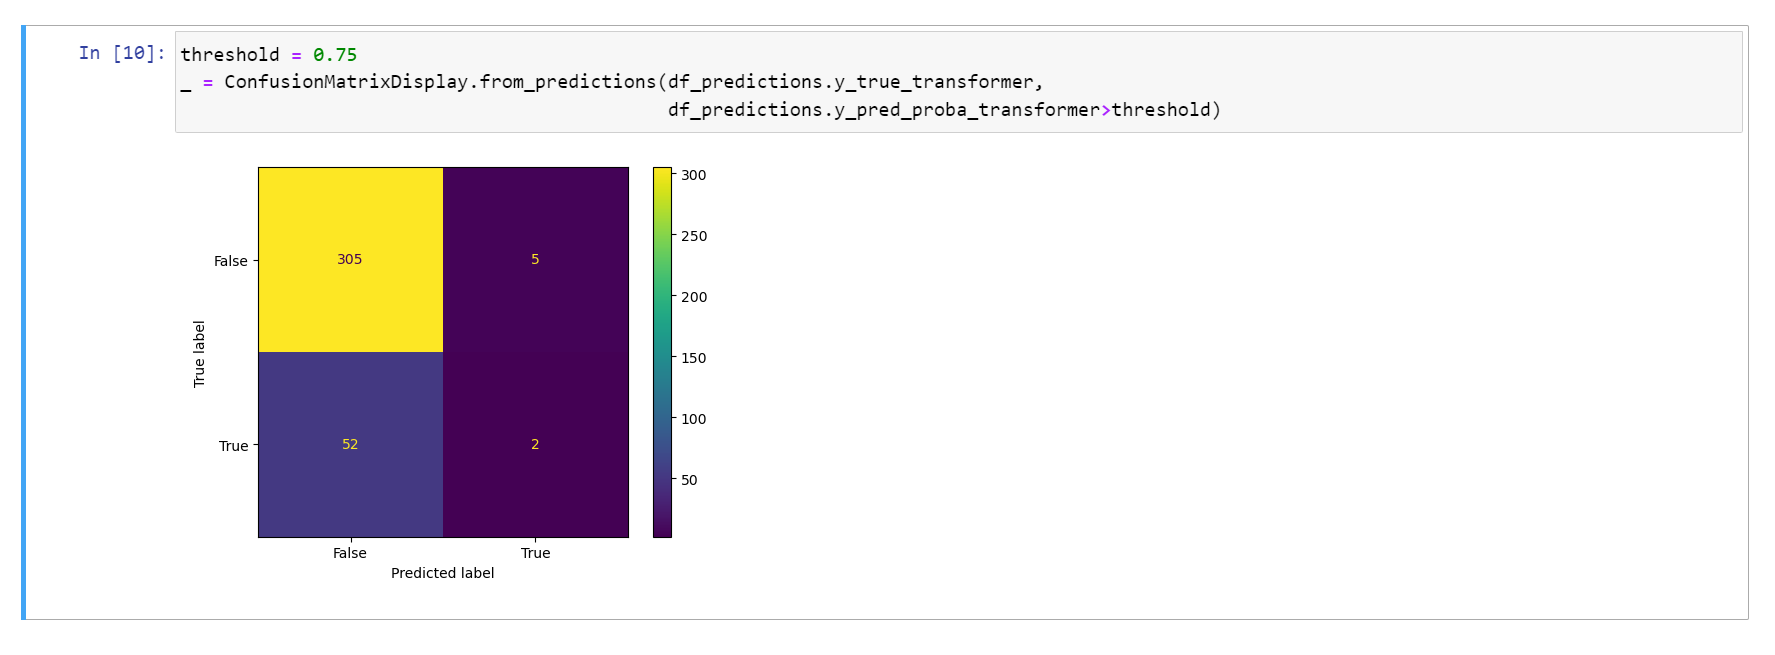 In [10]:
threshold = 0.75
_ = ConfusionMatrixDisplay.from_predictions(df_predictions.y_true_transformer,
df_predictions.y_pred_proba_transformer>threshold)
300
250
200
150
100
50
True label
False
305
5
True
52
2
False
True
Predicted label